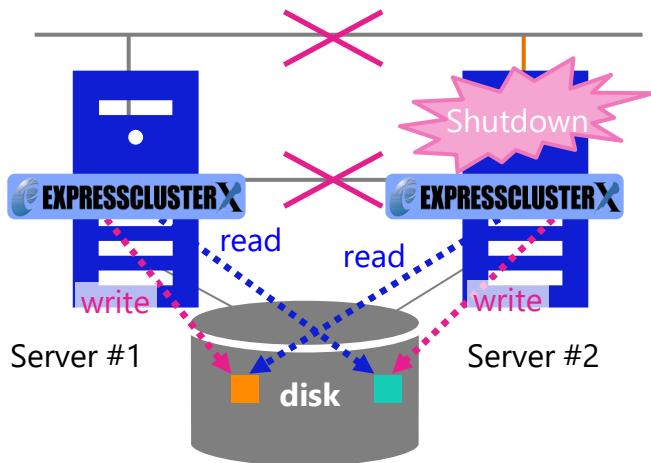 Shutdown
EXPRESSCLUSTER X
EXPRESSCLUSTER X
read
read
write
write
Server #1
Server #2
disk